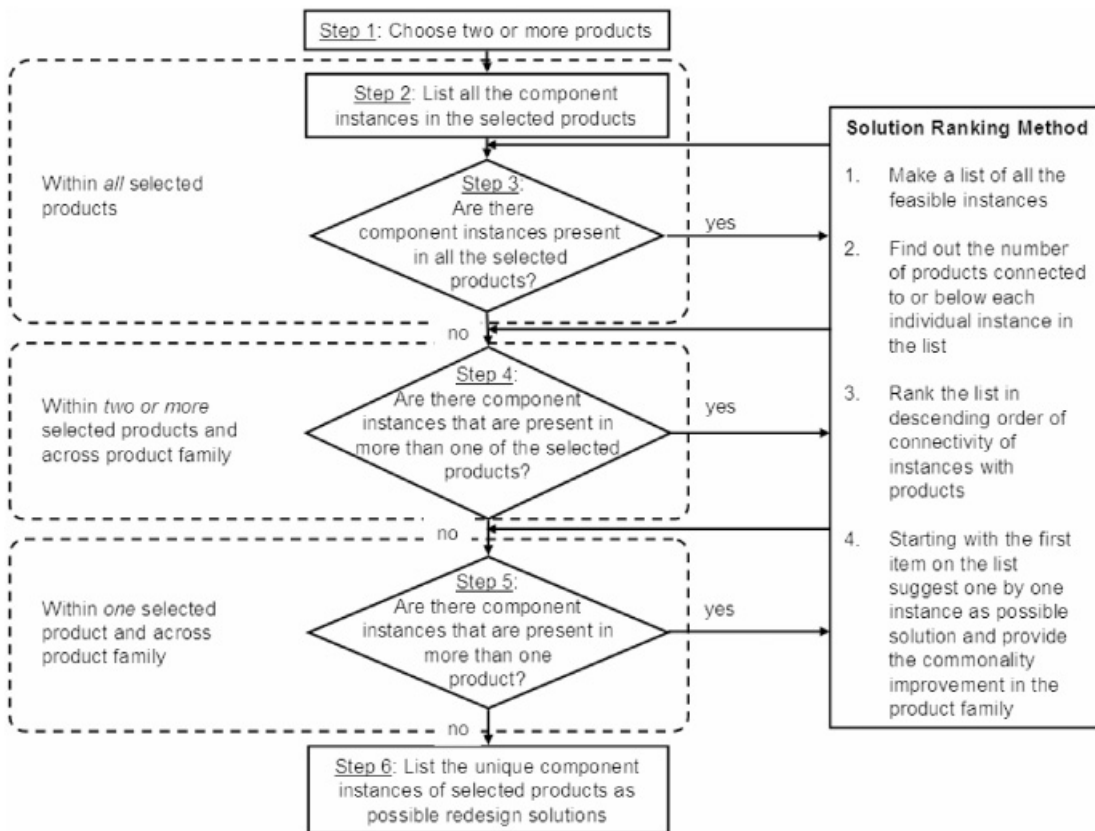 Step 1: Choose two or more products
Step 2: List all the component
instances in the selected products
Within all selected
products
Step 3:
Are there
component instances present
in all the selected
products?
yes
no
Within two or more
selected products and
across product family
Step 4:
Are there component
instances that are present in
more than one of the selected
products?
yes
no
Within one selected
product and across
product family
Step 5:
Are there component
instances that are present in
more than one
product?
yes
no
Step 6: List the unique component
instances of selected products as
possible redesign solutions
Solution Ranking Method
1. Make a list of all the
feasible instances
2. Find out the number
of products connected
to or below each
individual instance in
the list
3. Rank the list in
descending order of
connectivity of
instances with
products
4. Starting with the first
item on the list
suggest one by one
instance as possible
solution and provide
the commonality
improvement in the
product family